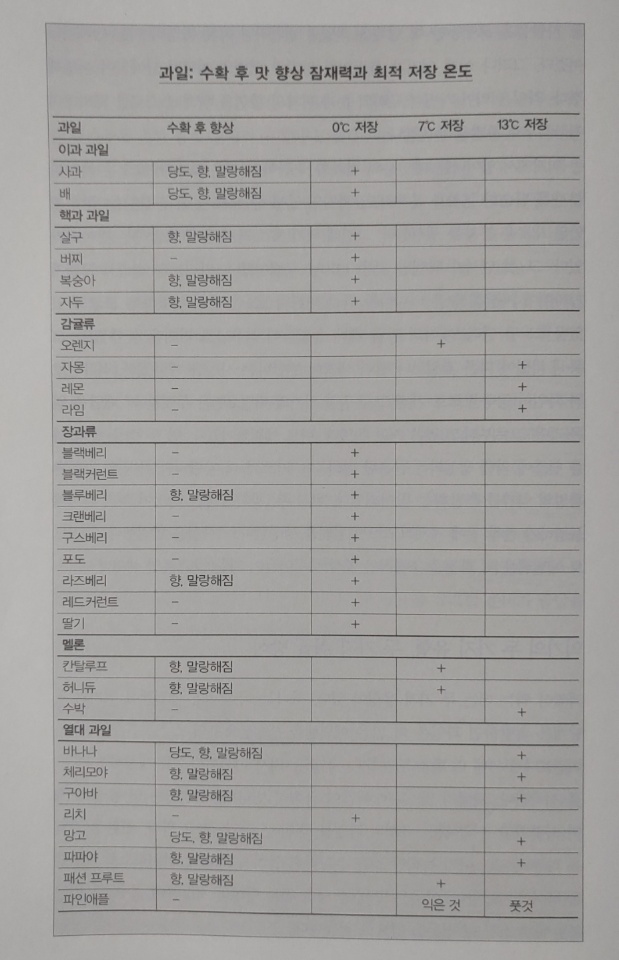 과일: 수확 후 맛 향상 잠재력과 최적 저장 온도
과일 수확 후 향상 0℃ 저장 7℃ 저장 13℃ 저장
이과 과일
사과 당도, 향, 말랑해짐 +
배 당도, 향, 말랑해짐 +
핵과 과일
살구 향, 말랑해짐 +
버찌 – +
복숭아 향, 말랑해짐 +
자두 향, 말랑해짐 +
감귤류
오렌지 – +
자몽 – +
레몬 – +
라임 – +
장과류
블랙베리 – +
블랙커런트 – +
블루베리 향, 말랑해짐 +
크랜베리 – +
구스베리 – +
포도 – +
라즈베리 향, 말랑해짐 +
레드커런트 – +
딸기 – +
멜론
칸탈루프 향, 말랑해짐 +
허니듀 향, 말랑해짐 +
수박 – +
열대 과일
바나나 당도, 향, 말랑해짐 +
체리모야 향, 말랑해짐 +
구아바 향, 말랑해짐 +
리치 – +
망고 당도, 향, 말랑해짐 +
파파야 향, 말랑해짐 +
패션 프루트 향, 말랑해짐 +
파인애플 – 익은 것 풋것